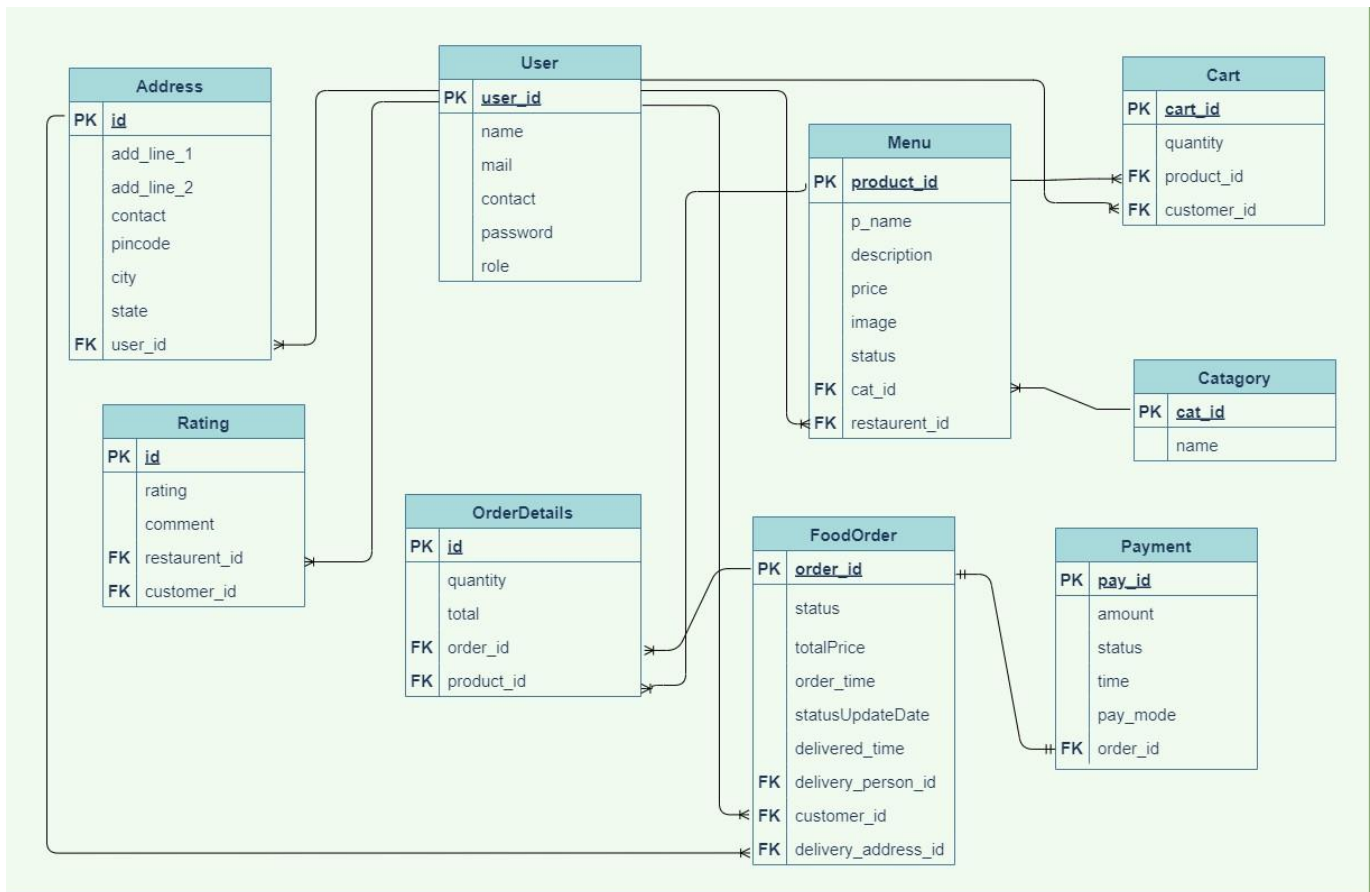 Address
PK id
add_line_1
add_line_2
contact
pincode
city
state
FK user_id
User
PK user_id
name
mail
contact
password
role
Menu
PK product_id
p_name
description
price
image
status
FK cat_id
FK restaurent_id
Cart
PK cart_id
quantity
FK product_id
FK customer_id
Catagory
PK cat_id
name
Rating
PK id
rating
comment
FK restaurent_id
FK customer_id
OrderDetails
PK id
quantity
total
FK order_id
FK product_id
FoodOrder
PK order_id
status
totalPrice
order_time
statusUpdateDate
delivered_time
FK delivery_person_id
FK customer_id
FK delivery_address_id
Payment
PK pay_id
amount
status
time
pay_mode
FK order_id